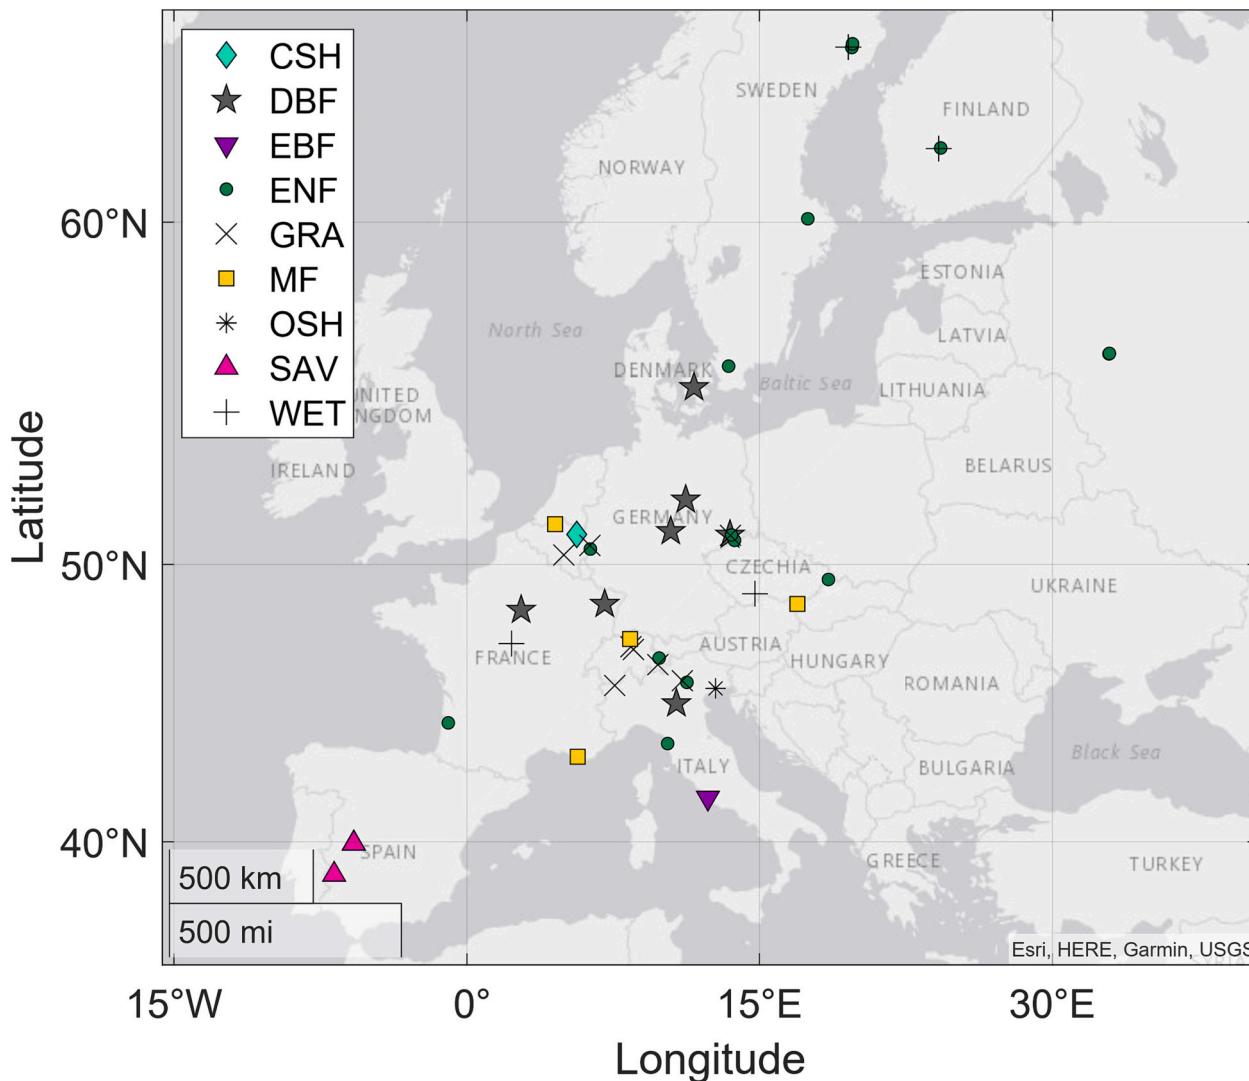 CSH
DBF
EBF
ENF
GRA
MF
OSH
SAV
WET
SWEDEN
FINLAND
NORWAY
60°N
ESTONIA
North Sea
LATVIA
DENMARK
Baltic Sea
LITHUANIA
UNITED
NGDOM
BELARUS
IRELAND
GERMANY
50°N
CZECHIA
UKRAINE
AUSTRIA
FRANCE
HUNGARY
ROMANIA
Black Sea
ITALY
BULGARIA
40°N
SPAIN
GREECE
TURKEY
500 km
500 mi
Esri, HERE, Garmin, USGS
15°W
0°
15°E
30°E
Latitude
Longitude